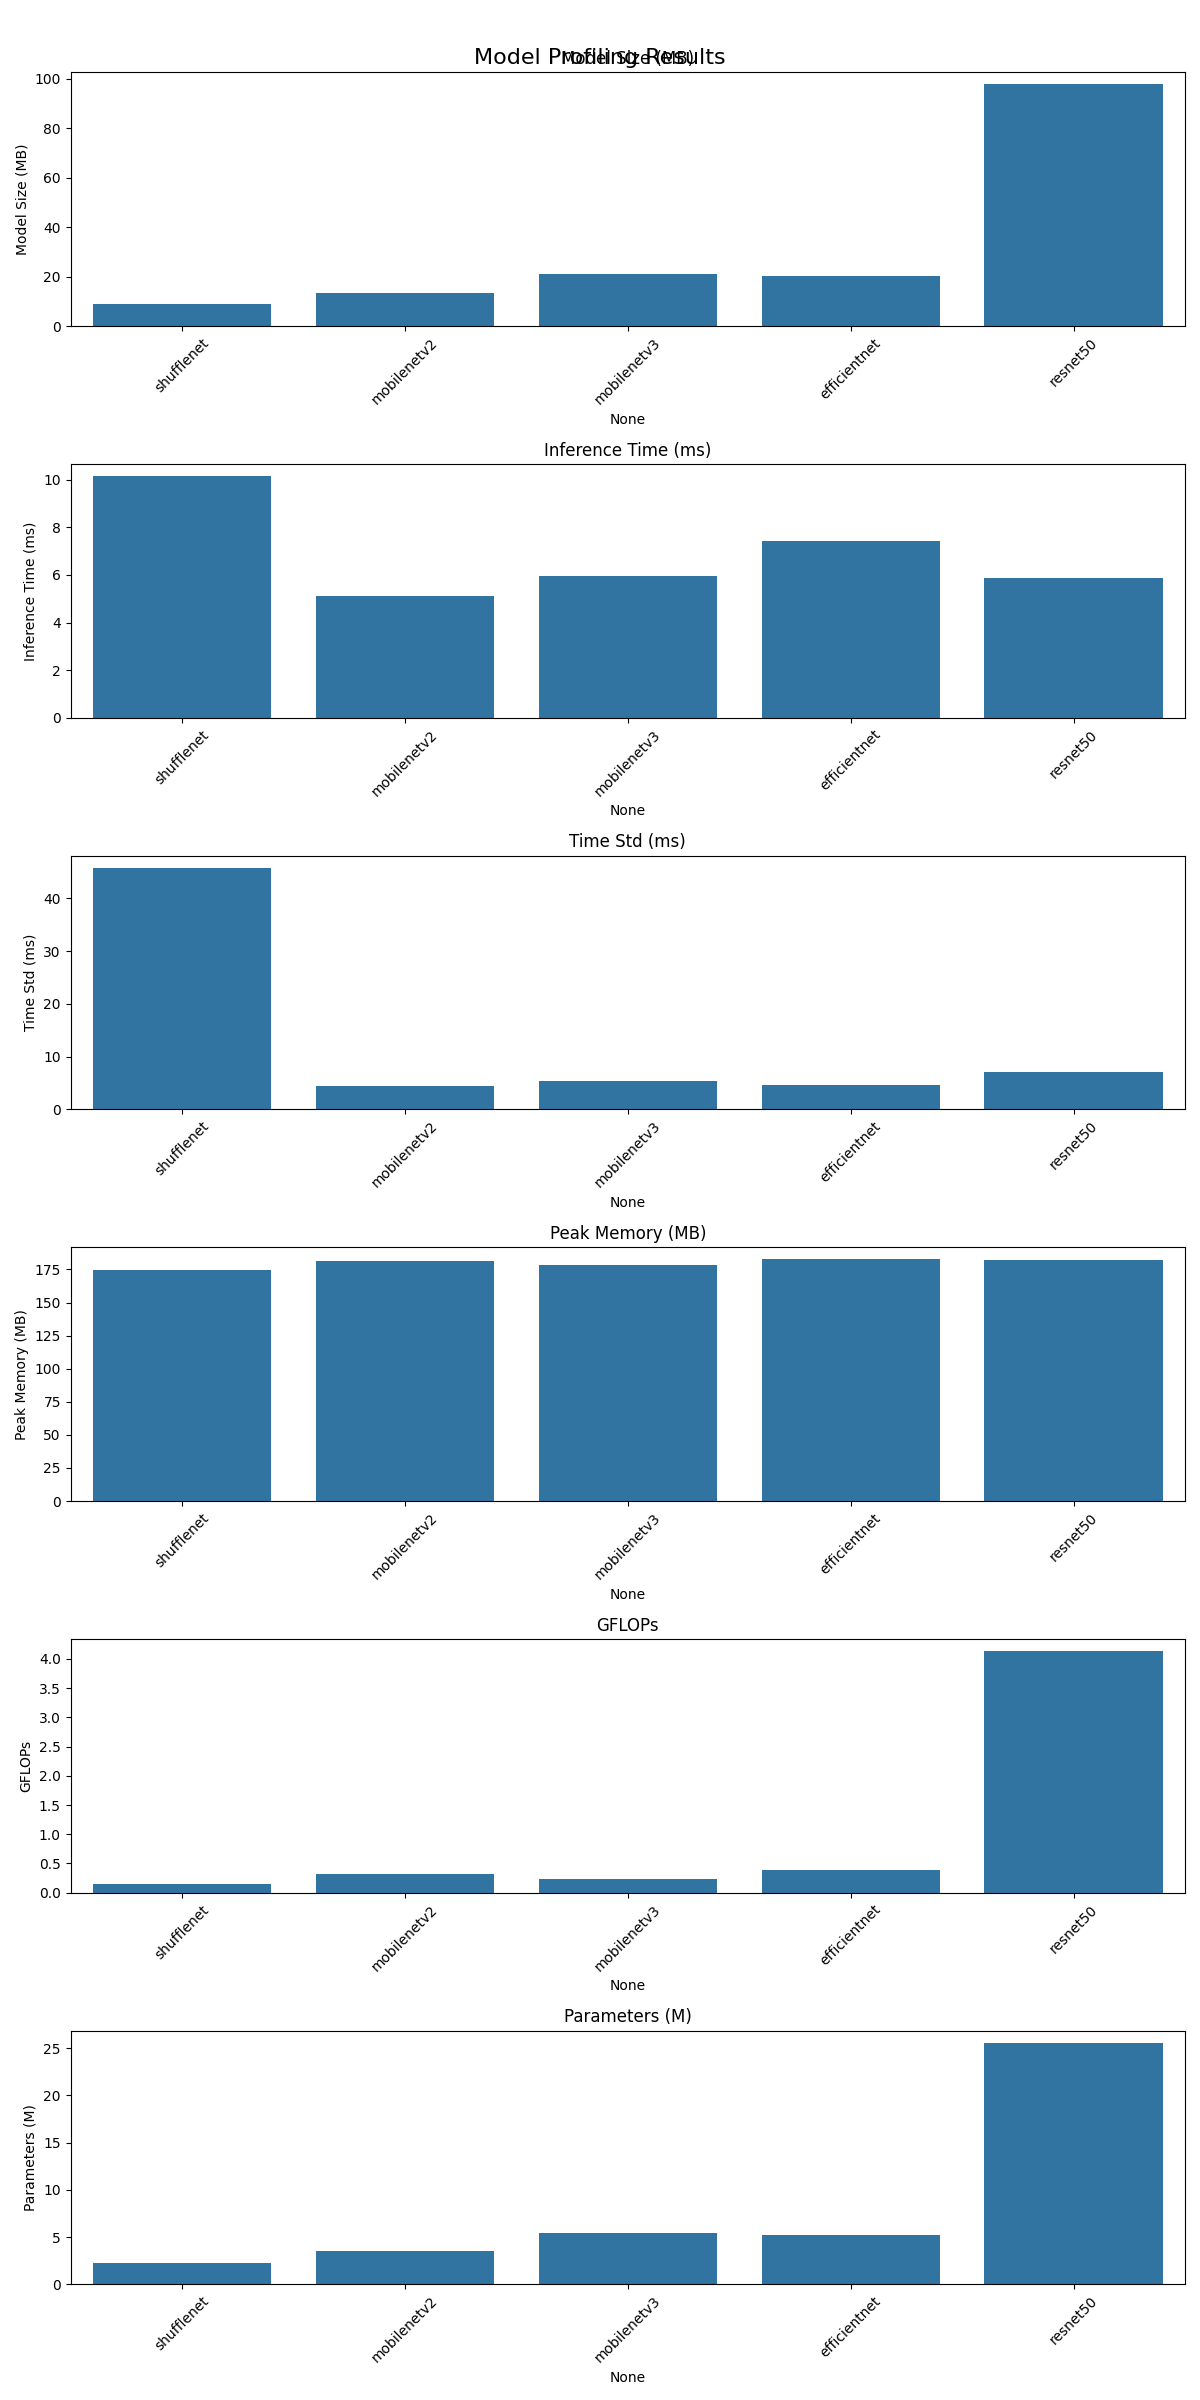 Model Profiling Results
Model Size (MB)
Model Size (MB)
100
80
60
40
20
0
shufflenet
mobilenetv2
mobilenetv3
efficientnet
resnet50
None
Inference Time (ms)
Inference Time (ms)
10
8
6
4
2
0
shufflenet
mobilenetv2
mobilenetv3
efficientnet
resnet50
None
Time Std (ms)
Time Std (ms)
40
30
20
10
0
shufflenet
mobilenetv2
mobilenetv3
efficientnet
resnet50
None
Peak Memory (MB)
Peak Memory (MB)
175
150
125
100
75
50
25
0
shufflenet
mobilenetv2
mobilenetv3
efficientnet
resnet50
None
GFLOPs
GFLOPs
4.0
3.5
3.0
2.5
2.0
1.5
1.0
0.5
0.0
shufflenet
mobilenetv2
mobilenetv3
efficientnet
resnet50
None
Parameters (M)
Parameters (M)
25
20
15
10
5
0
shufflenet
mobilenetv2
mobilenetv3
efficientnet
resnet50
None